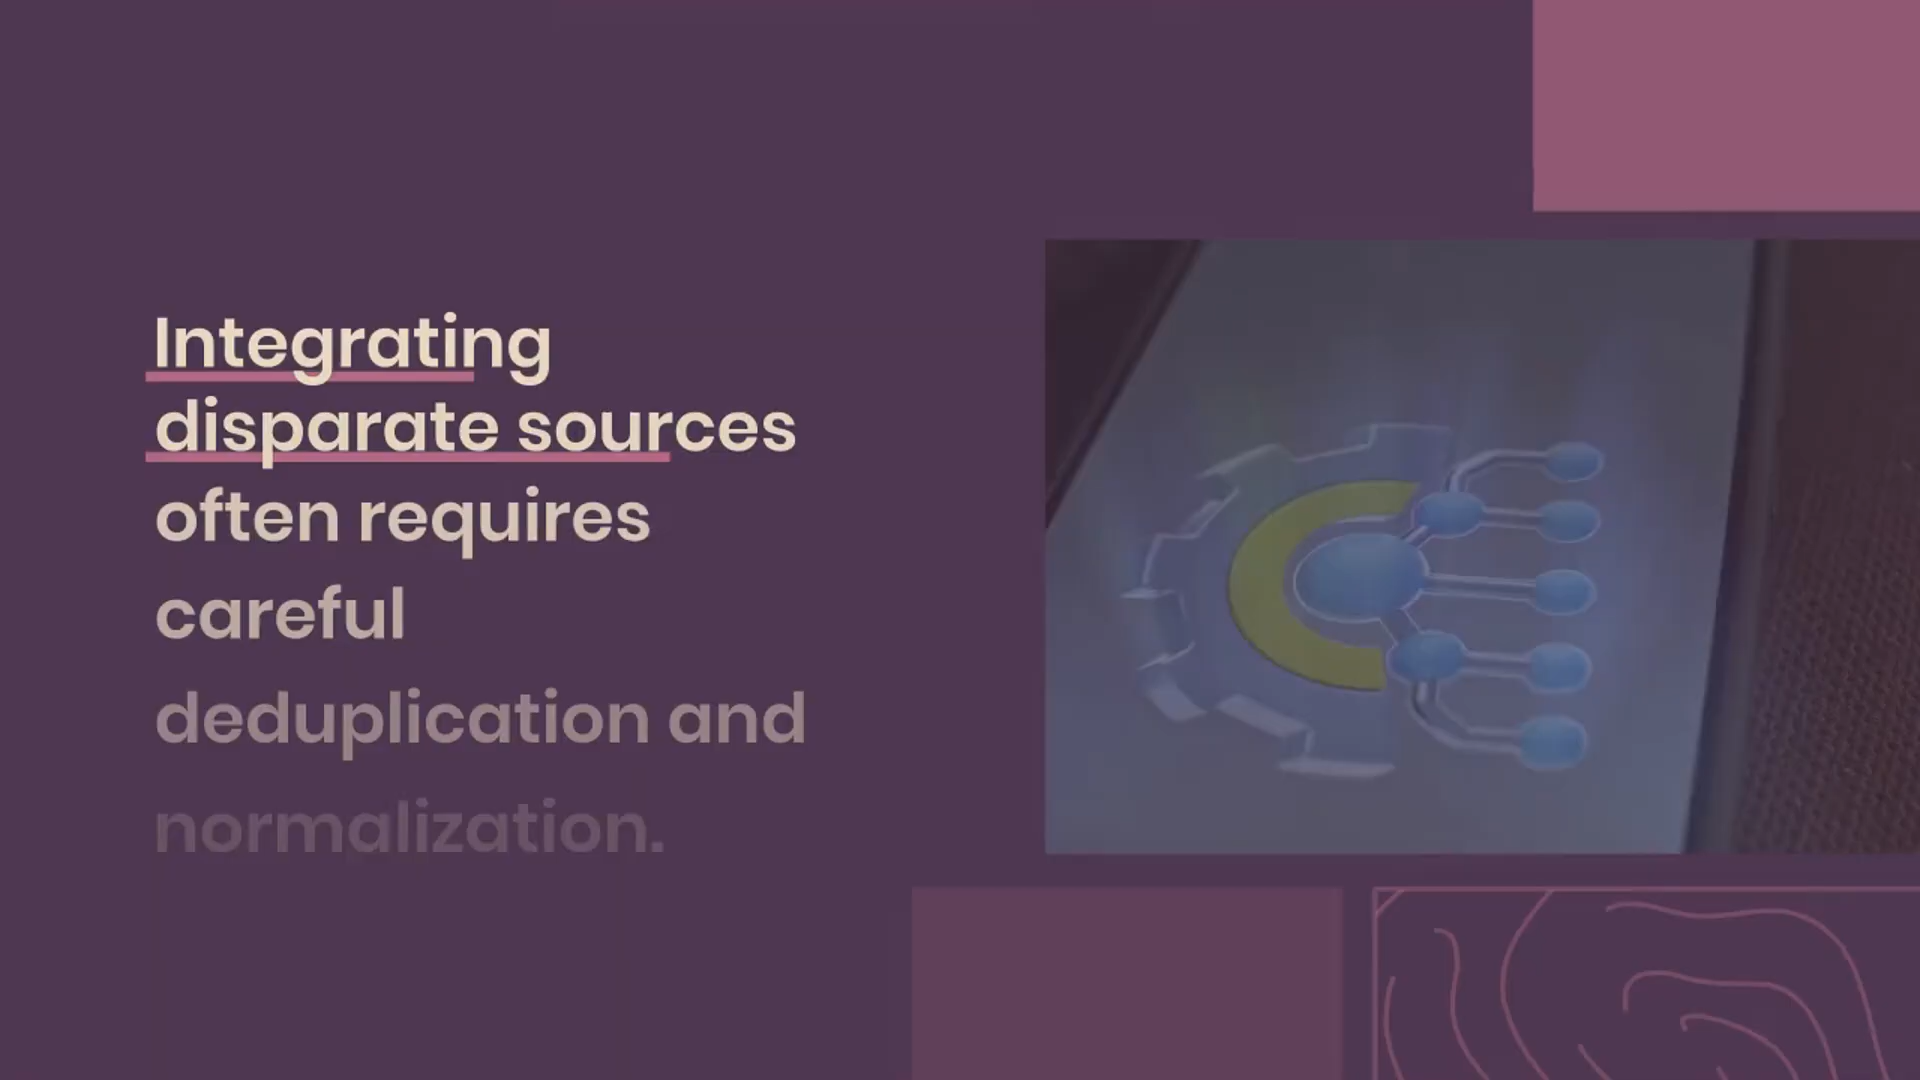 Integrating
disparate sources
often requires
careful
deduplication and
normalization.